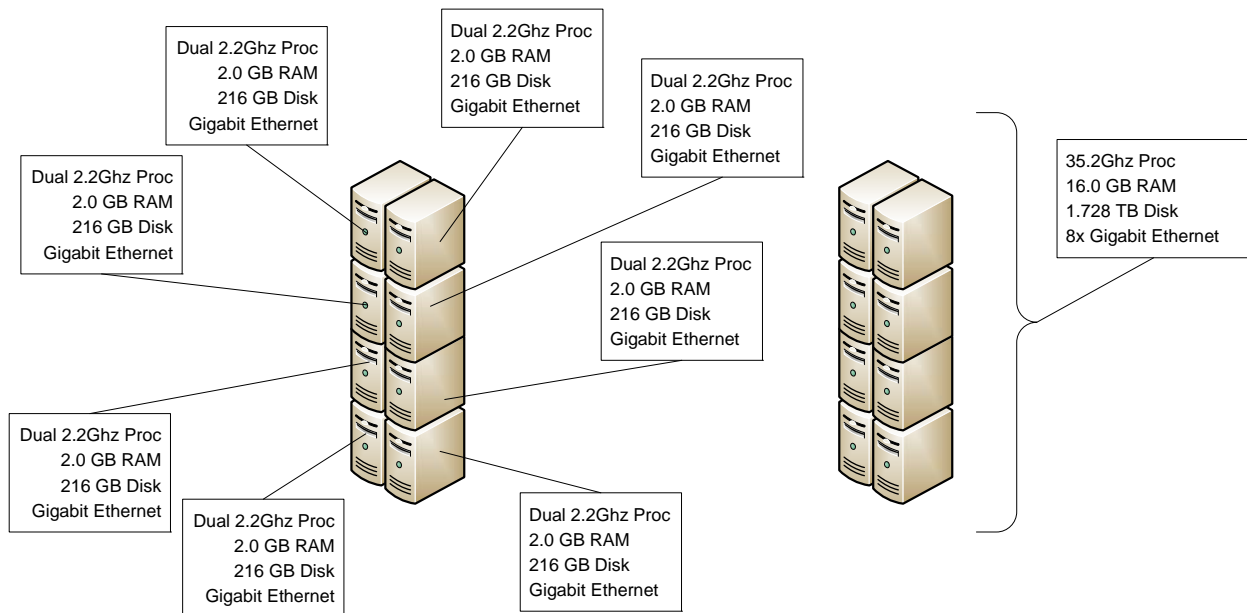 Dual 2.2Ghz Proc
2.0 GB RAM
216 GB Disk
Gigabit Ethernet
Dual 2.2Ghz Proc
2.0 GB RAM
216 GB Disk
Gigabit Ethernet
Dual 2.2Ghz Proc
2.0 GB RAM
216 GB Disk
Gigabit Ethernet
Dual 2.2Ghz Proc
2.0 GB RAM
216 GB Disk
Gigabit Ethernet
Dual 2.2Ghz Proc
2.0 GB RAM
216 GB Disk
Gigabit Ethernet
Dual 2.2Ghz Proc
2.0 GB RAM
216 GB Disk
Gigabit Ethernet
Dual 2.2Ghz Proc
2.0 GB RAM
216 GB Disk
Gigabit Ethernet
Dual 2.2Ghz Proc
2.0 GB RAM
216 GB Disk
Gigabit Ethernet
35.2Ghz Proc
16.0 GB RAM
1.728 TB Disk
8x Gigabit Ethernet